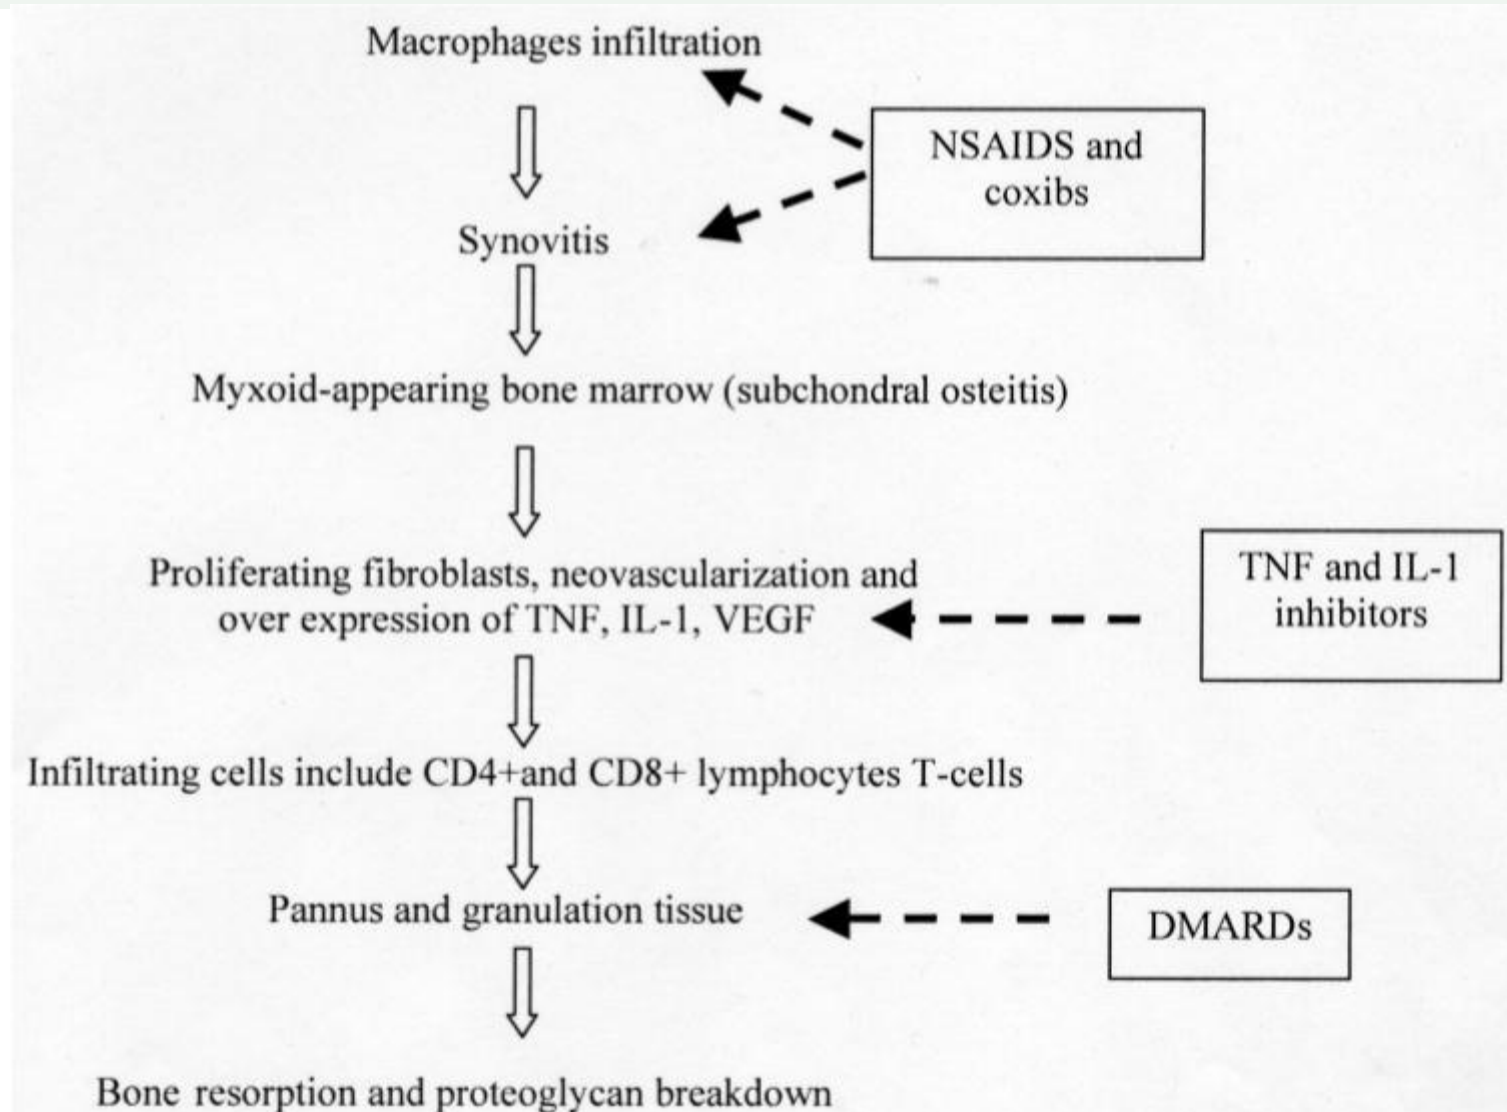 Macrophages infiltration
NSAIDS and
coxibs
Synovitis
Myxoid-appearing bone marrow (subchondral osteitis)
Proliferating fibroblasts, neovascularization and
over expression of TNF, IL-1, VEGF
TNF and IL-1
inhibitors
Infiltrating cells include CD4+and CD8+ lymphocytes T-cells
Pannus and granulation tissue
DMARDs
Bone resorption and proteoglycan breakdown